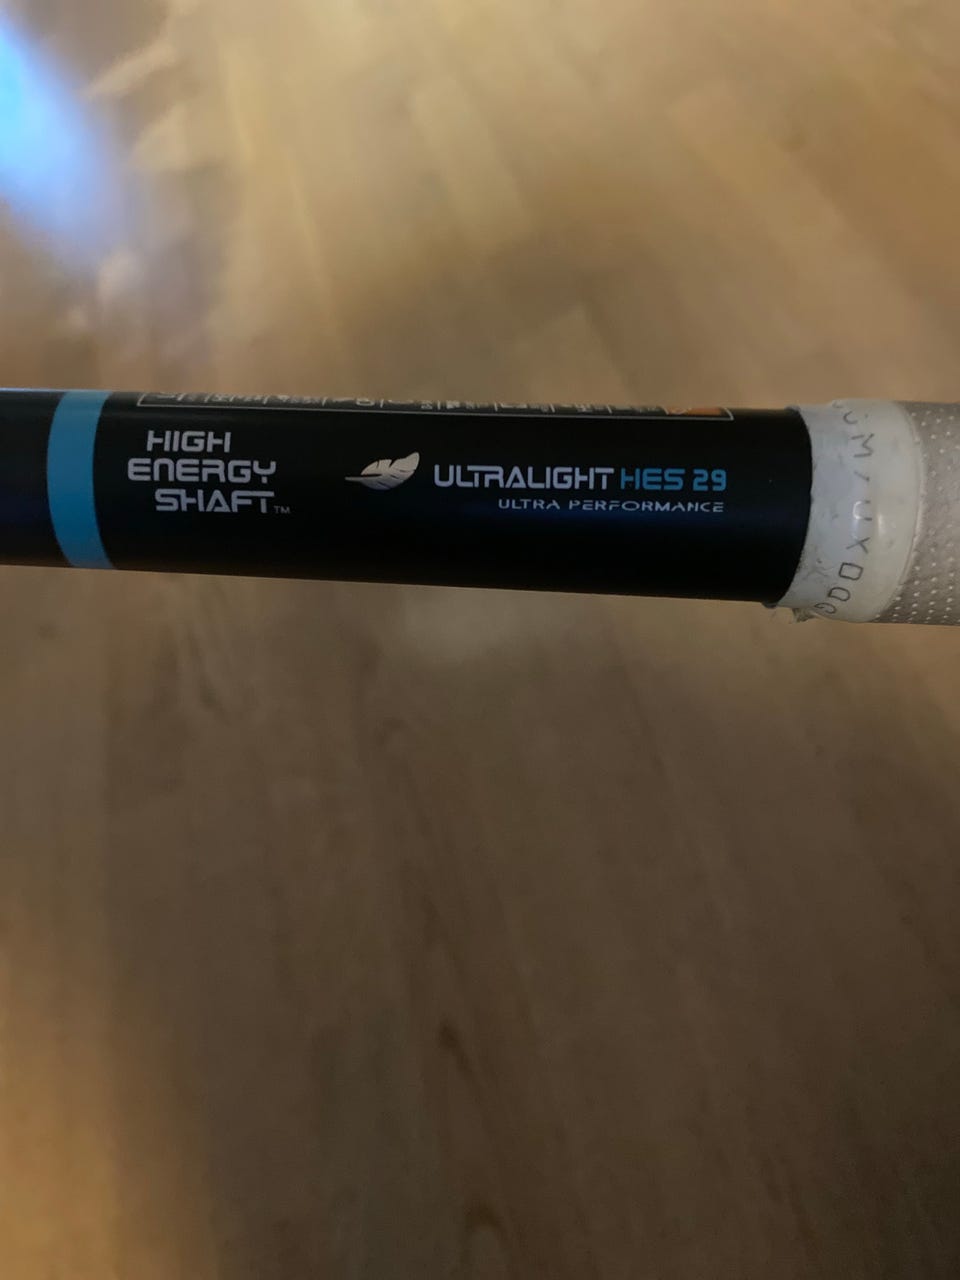 HIGH
ENERGY
SHAFT™
ULTRALIGHT HES 29
ULTRA PERFORMANCE